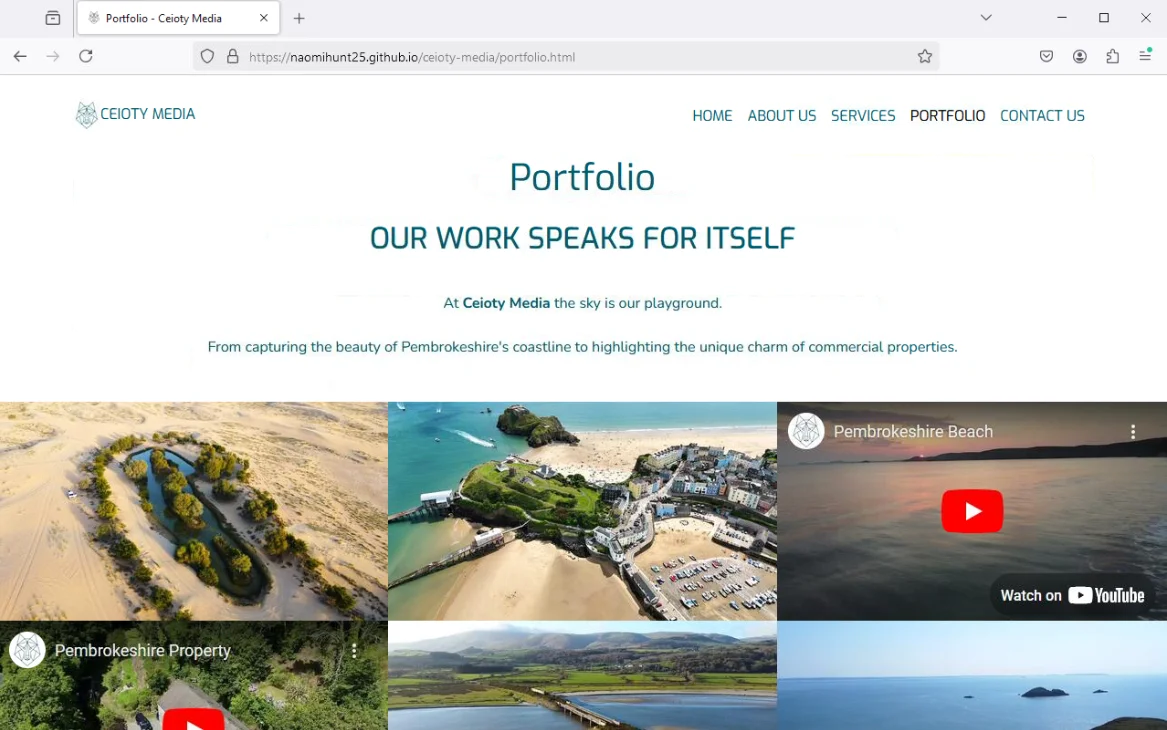 Portfolio - Ceioty Media
https://naomihunt25.github.io/ceioty-media/portfolio.html
CEIOTY MEDIA
HOME ABOUT US SERVICES PORTFOLIO CONTACT US
Portfolio
OUR WORK SPEAKS FOR ITSELF
At Ceioty Media the sky is our playground.
From capturing the beauty of Pembrokeshire's coastline to highlighting the unique charm of commercial properties.
Pembrokeshire Beach
Watch on YouTube
Pembrokeshire Property